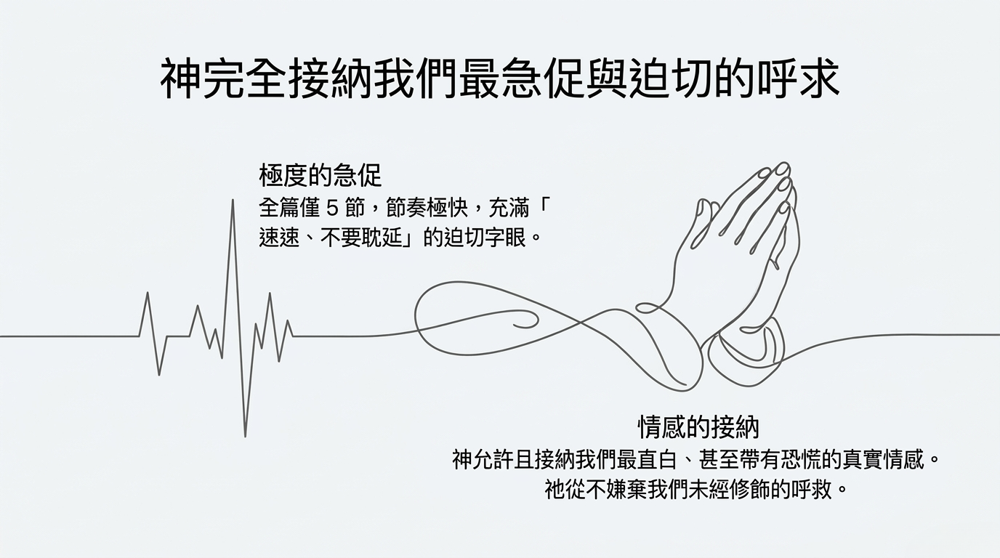 神完全接納我們最急促與迫切的呼求
極度的急促
全篇僅 5 節，節奏極快，充滿「
速速、不要耽延」的迫切字眼。
情感的接納
神允許且接納我們最直白、甚至帶有恐慌的真實情感。
祂從不嫌棄我們未經修飾的呼救。